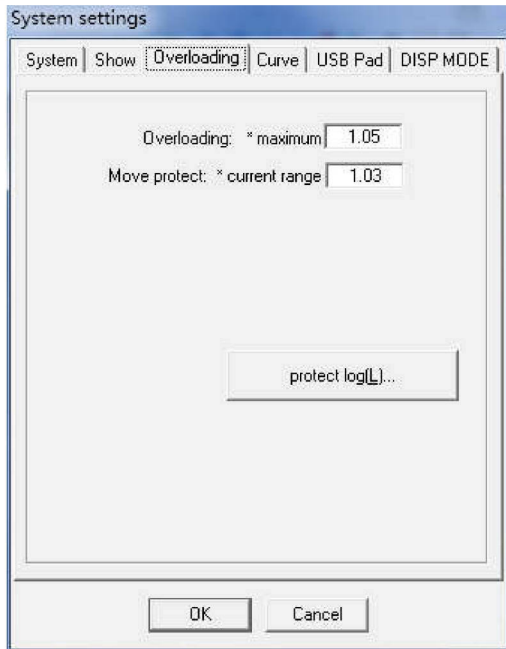 System settings
System Show Overloading Curve USB Pad DISP MODE
Overloading: * maximum 1.05
Move protect: * current range 1.03
protect log(L)...
OK Cancel